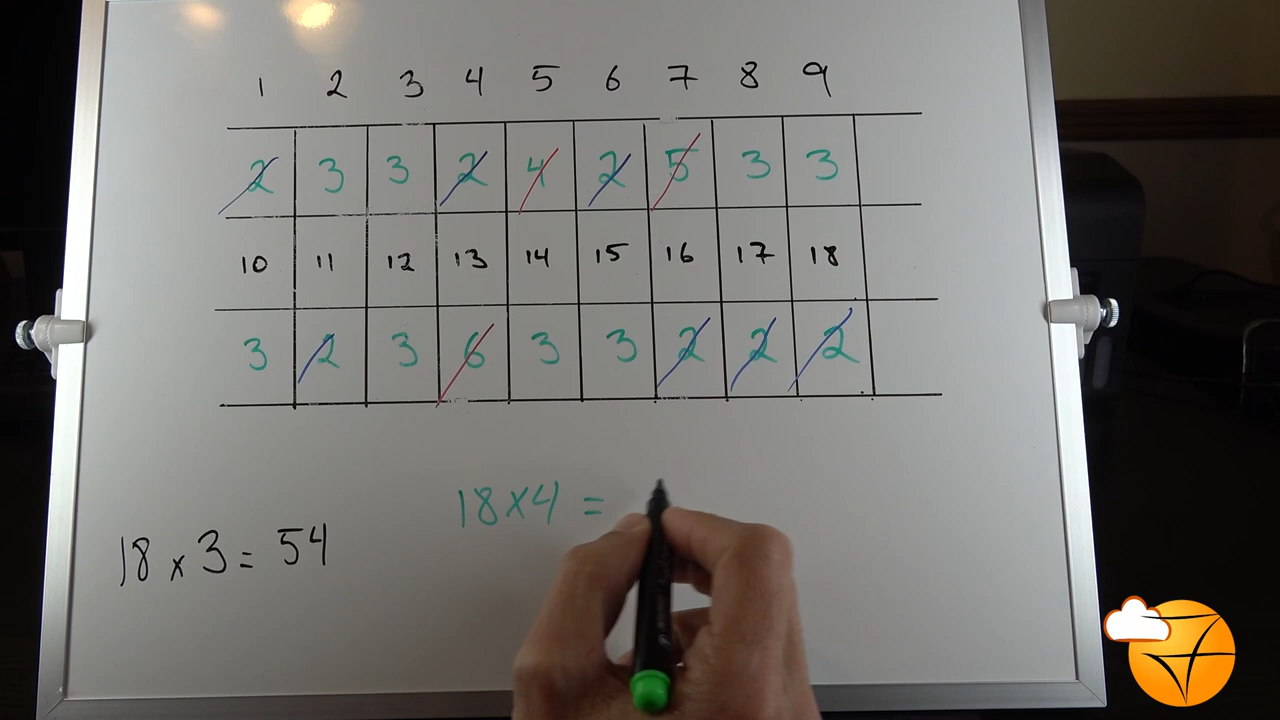 1 2 3 4 5 6 7 8 9
2 3 3 2 4 2 5 3 3
10 11 12 13 14 15 16 17 18
3 2 3 6 3 3 2 2 2
18 x 4 =
18 x 3 = 54